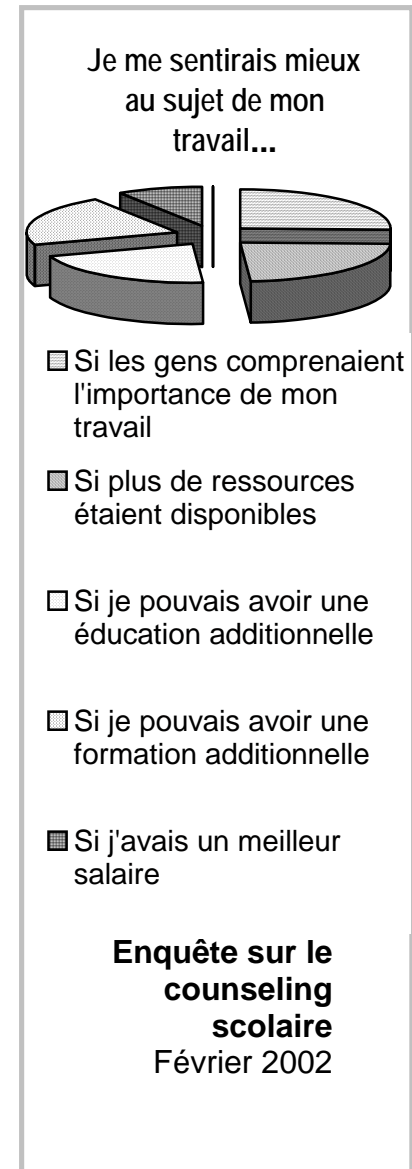 Je me sentirais mieux
au sujet de mon
travail...
Si les gens comprenaient
l'importance de mon
travail
Si plus de ressources
étaient disponibles
Si je pouvais avoir une
éducation additionnelle
Si je pouvais avoir une
formation additionnelle
Si j'avais un meilleur
salaire
Enquête sur le
counseling
scolaire
Février 2002